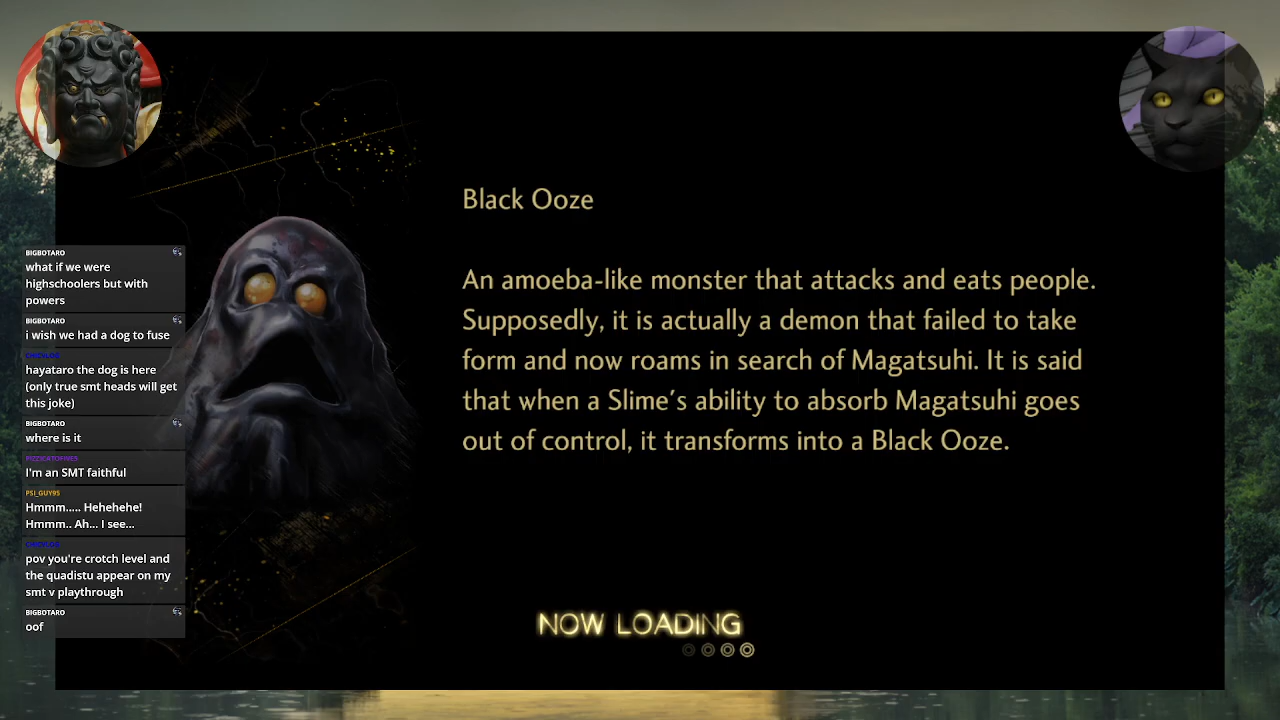 BIGBOTARO
what if we were
highschoolers but with
powers
BIGBOTARO
i wish we had a dog to fuse
hayataro the dog is here
(only true smt heads will get
this joke)
BIGBOTARO
where is it
PIZZICATOFIVES
I'm an SMT faithful
PSI_GUY95
Hmmm..... Hehehehe!
Hmmm.. Ah... I see...
pov you're crotch level and
the quadistu appear on my
smt v playthrough
BIGBOTARO
oof
Black Ooze
An amoeba-like monster that attacks and eats people.
Supposedly, it is actually a demon that failed to take
form and now roams in search of Magatsuhi. It is said
that when a Slime's ability to absorb Magatsuhi goes
out of control, it transforms into a Black Ooze.
NOW LOADING